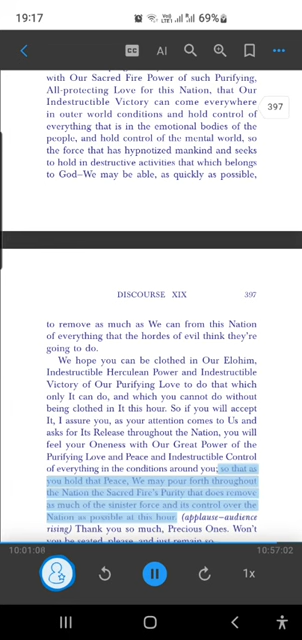 19:17
69%
CC AI
with Our Sacred Fire Power of such Purifying,
All-protecting Love for this Nation, that Our
Indestructible Victory can come everywhere
in outer world conditions and hold control of
everything that is in the emotional bodies of the
people, and hold control of the mental world, so
the force that has hypnotized mankind and seeks
to hold in destructive activities that which belongs
to God–We may be able, as quickly as possible,
397
DISCOURSE XIX 397
to remove as much as We can from this Nation
of everything that the hordes of evil think they're
going to do.
We hope you can be clothed in Our Elohim,
Indestructible Herculean Power and Indestructible
Victory of Our Purifying Love to do that which
only It can do, and which you cannot do without
being clothed in It this hour. So if you will accept
It, I assure you, as your attention comes to Us and
asks for Its Release throughout the Nation, you will
feel your Oneness with Our Great Power of the
Purifying Love and Peace and Indestructible Control
of everything in the conditions around you; so that as
you hold that Peace, We may pour forth throughout
the Nation the Sacred Fire's Purity that does remove
as much of the sinister force and its control over the
Nation as possible at this hour. (applause–audience
rising) Thank you so much, Precious Ones. Won't
you be seated, please, and just remain so
10:01:08 10:57:02
1x